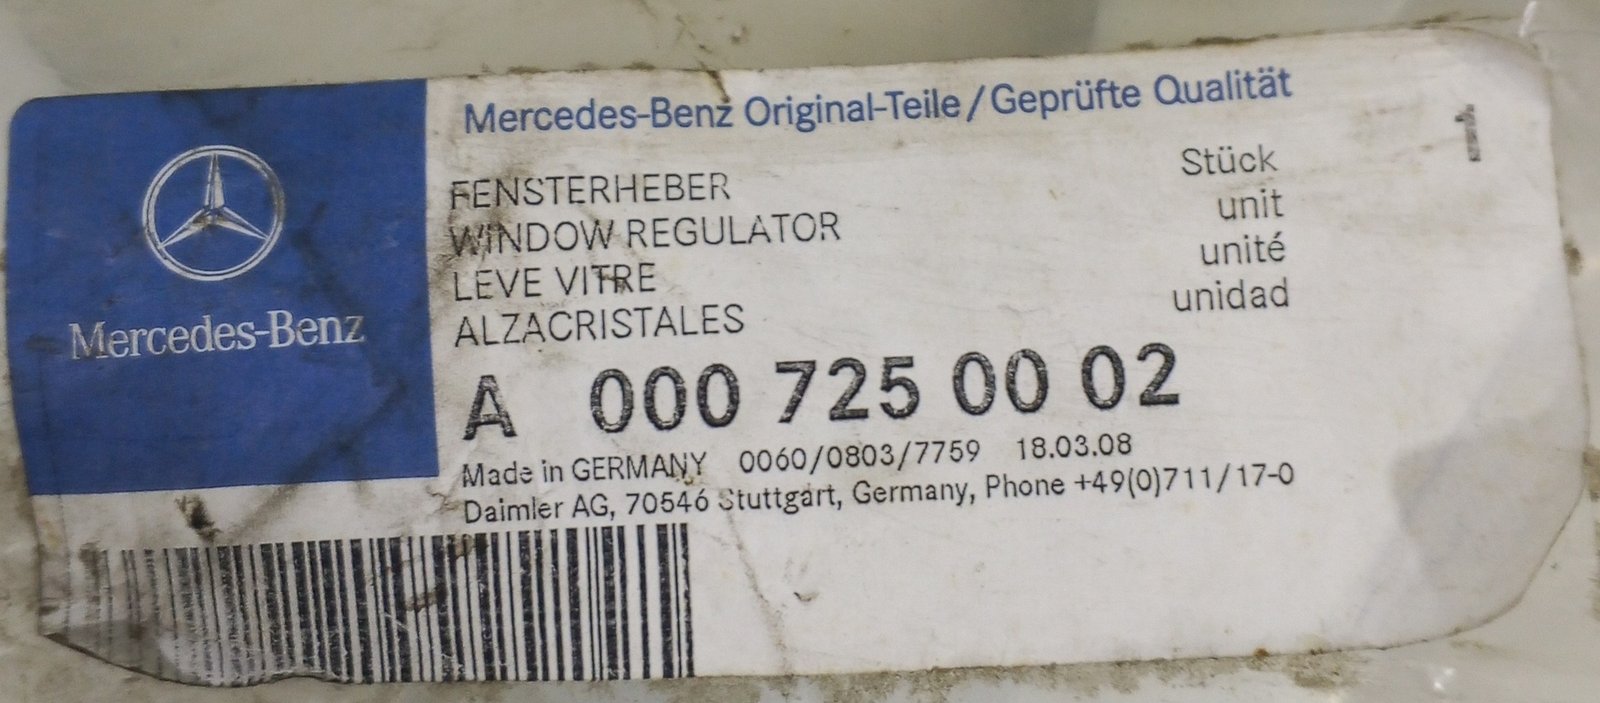 Mercedes-Benz Original-Teile/Geprüfte Qualität
Mercedes-Benz
FENSTERHEBER
WINDOW REGULATOR
LEVE VITRE
ALZACRISTALES
Stück 1
unit
unité
unidad
A 000 725 00 02
Made in GERMANY 0060/0803/7759 18.03.08
Daimler AG, 70546 Stuttgart, Germany, Phone +49(0)711/17-0